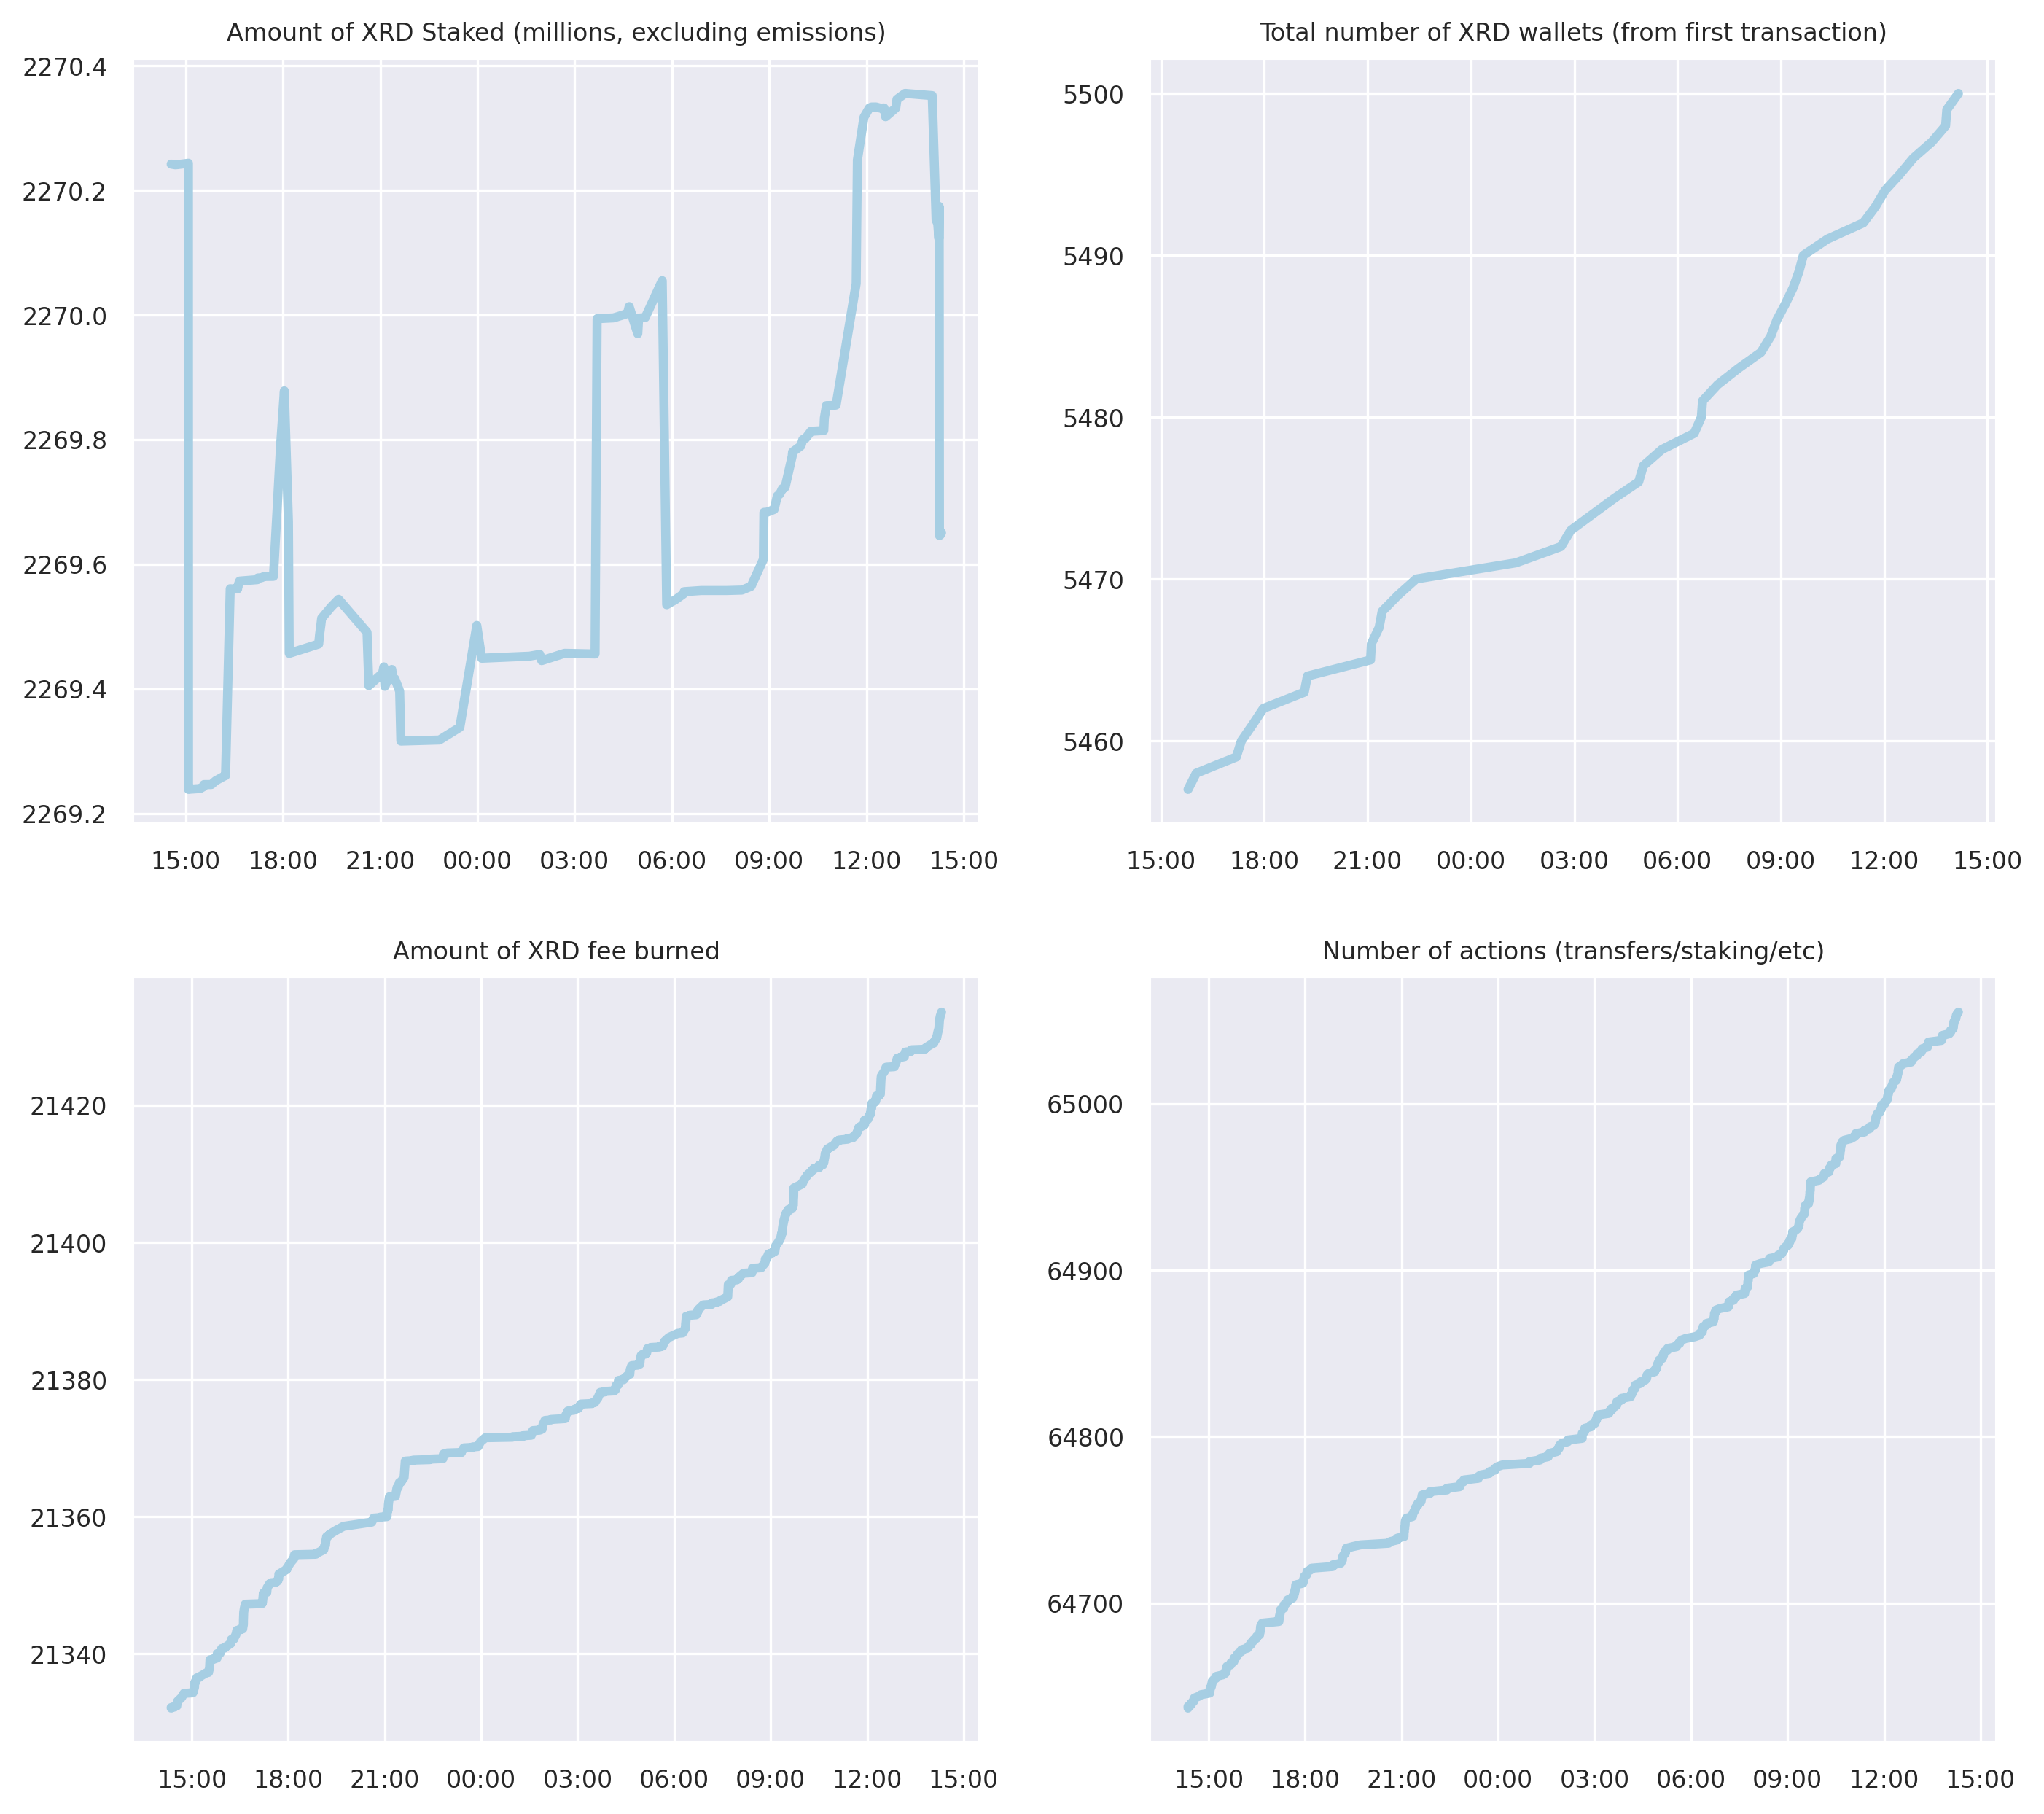 Amount of XRD Staked (millions, excluding emissions)
2270.4
2270.2
2270.0
2269.8
2269.6
2269.4
2269.2
15:00 18:00 21:00 00:00 03:00 06:00 09:00 12:00 15:00
Total number of XRD wallets (from first transaction)
5500
5490
5480
5470
5460
15:00 18:00 21:00 00:00 03:00 06:00 09:00 12:00 15:00
Amount of XRD fee burned
21420
21400
21380
21360
21340
15:00 18:00 21:00 00:00 03:00 06:00 09:00 12:00 15:00
Number of actions (transfers/staking/etc)
65000
64900
64800
64700
15:00 18:00 21:00 00:00 03:00 06:00 09:00 12:00 15:00